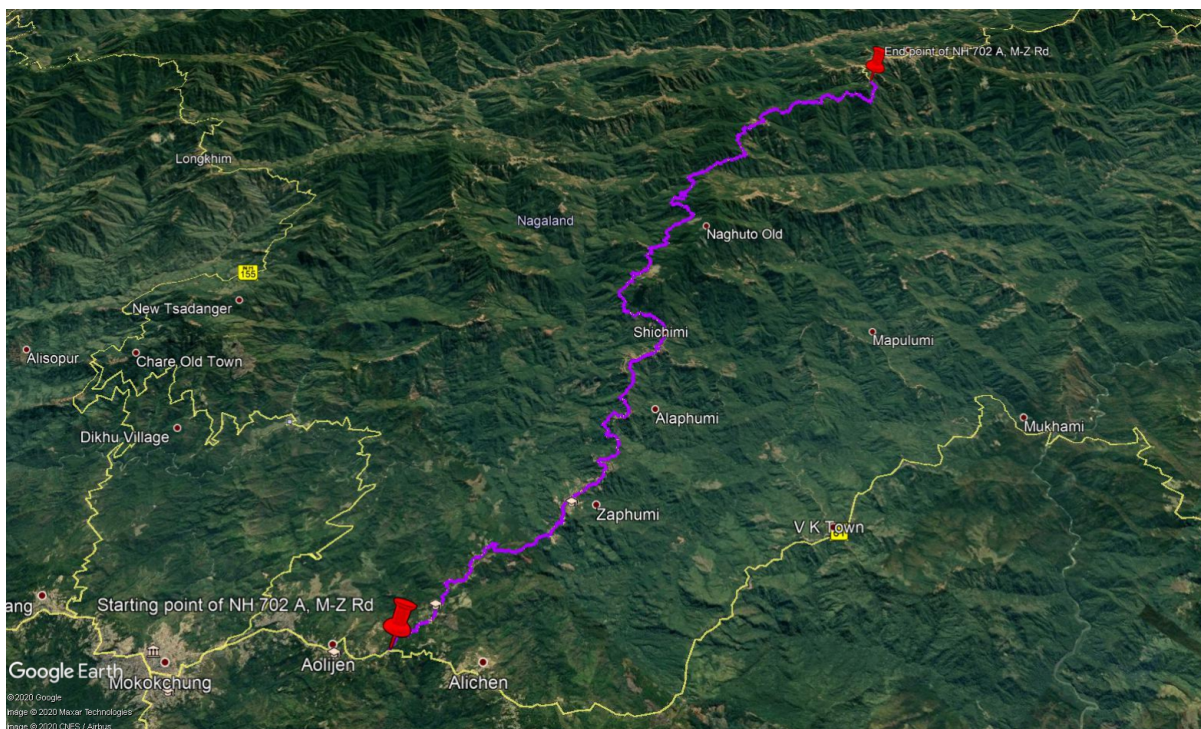 End point of NH 702 A, M-Z Rd
Longkhim
Nagaland
Naghuto Old
155
New Tsadanger
Shichimi
Mapulumi
Alisopur
Chare Old Town
Alaphumi
Mukhami
Dikhu Village
Zaphumi
V K Town
61
ang
Starting point of NH 702 A, M-Z Rd
Aolijen
Alichen
Google Earth
Mokokchung
©2020 Google
Image © 2020 Maxar Technologies
Image © 2020 CNES / Airbus